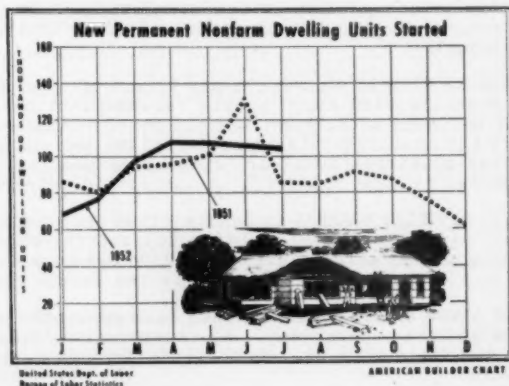 New Permanent Nonfarm Dwelling Units Started
THOUSANDS OF DWELLING UNITS
160
140
120
100
80
60
40
20
1951
1952
J F M A M J J A S O N D
United States Dept. of Labor
Bureau of Labor Statistics
AMERICAN BUILDER CHART